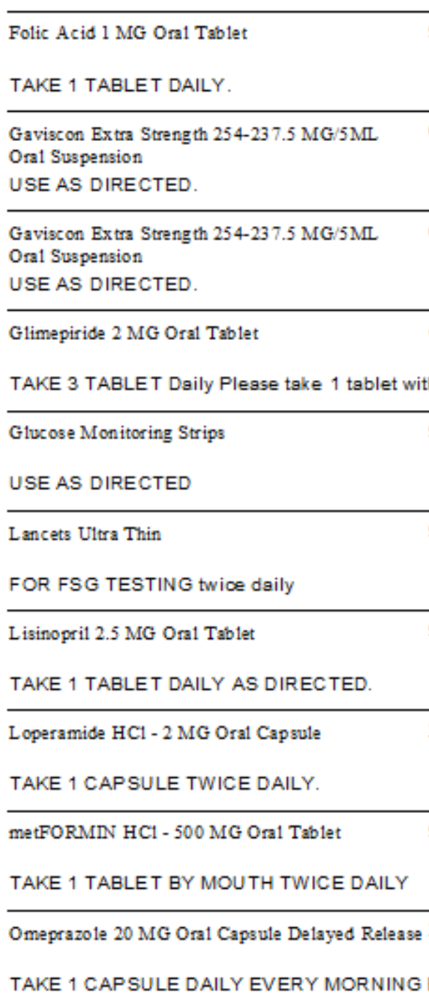 Folic Acid 1 MG Oral Tablet
TAKE 1 TABLET DAILY.
Gaviscon Extra Strength 254-237.5 MG/5ML
Oral Suspension
USE AS DIRECTED.
Gaviscon Extra Strength 254-237.5 MG/5ML
Oral Suspension
USE AS DIRECTED.
Glimepiride 2 MG Oral Tablet
TAKE 3 TABLET Daily Please take 1 tablet
Glucose Monitoring Strips
USE AS DIRECTED
Lancets Ultra Thin
FOR FSG TESTING twice daily
Lisinopril 2.5 MG Oral Tablet
TAKE 1 TABLET DAILY AS DIRECTED.
Loperamide HCl - 2 MG Oral Capsule
TAKE 1 CAPSULE TWICE DAILY.
metFORMIN HCl - 500 MG Oral Tablet
TAKE 1 TABLET BY MOUTH TWICE DAILY
Omeprazole 20 MG Oral Capsule Delayed Release
TAKE 1 CAPSULE DAILY EVERY MORNING